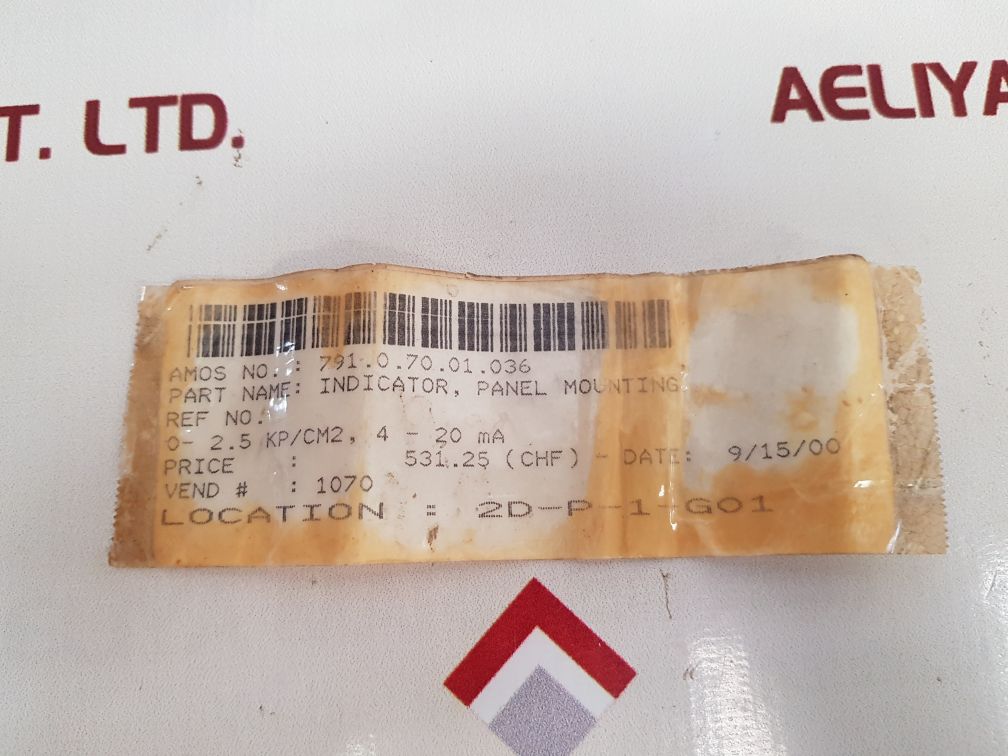 T. LTD.
AELIYA
AMOS NO. : 791.0.70.01.036
PART NAME: INDICATOR, PANEL MOUNTING
REF NO.
0- 2.5 KP/CM2, 4 - 20 mA
PRICE : 531.25 (CHF) - DATE: 9/15/00
VEND # : 1070
LOCATION : 2D-P-1-G01